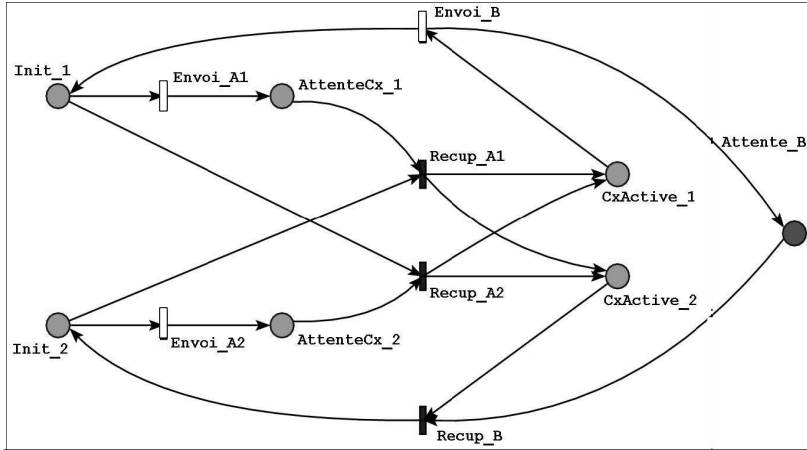 Envoi_B
Init_1
Envoi_A1
AttenteCx_1
Attente_B
Recup_A1
CxActive_1
Recup_A2
CxActive_2
Init_2
Envoi_A2
AttenteCx_2
Recup_B